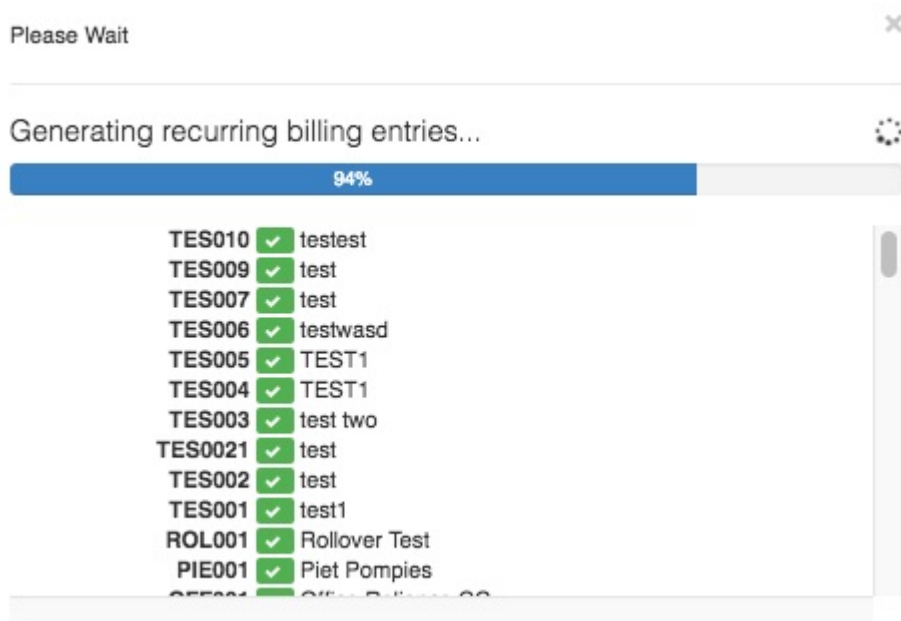 Please Wait
Generating recurring billing entries...
94%
TES010 testest
TES009 test
TES007 test
TES006 testwasd
TES005 TEST1
TES004 TEST1
TES003 test two
TES0021 test
TES002 test
TES001 test1
ROL001 Rollover Test
PIE001 Piet Pompies